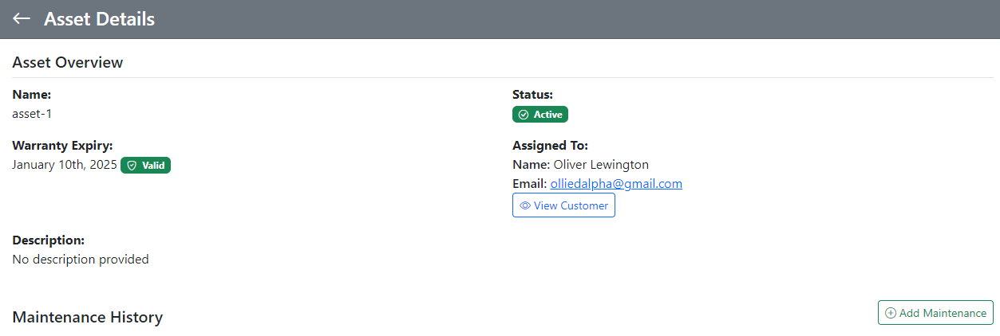 Asset Details
Asset Overview
Name:
asset-1
Status:
Active
Warranty Expiry:
January 10th, 2025 Valid
Assigned To:
Name: Oliver Lewington
Email: olliedalpha@gmail.com
View Customer
Description:
No description provided
Maintenance History
Add Maintenance